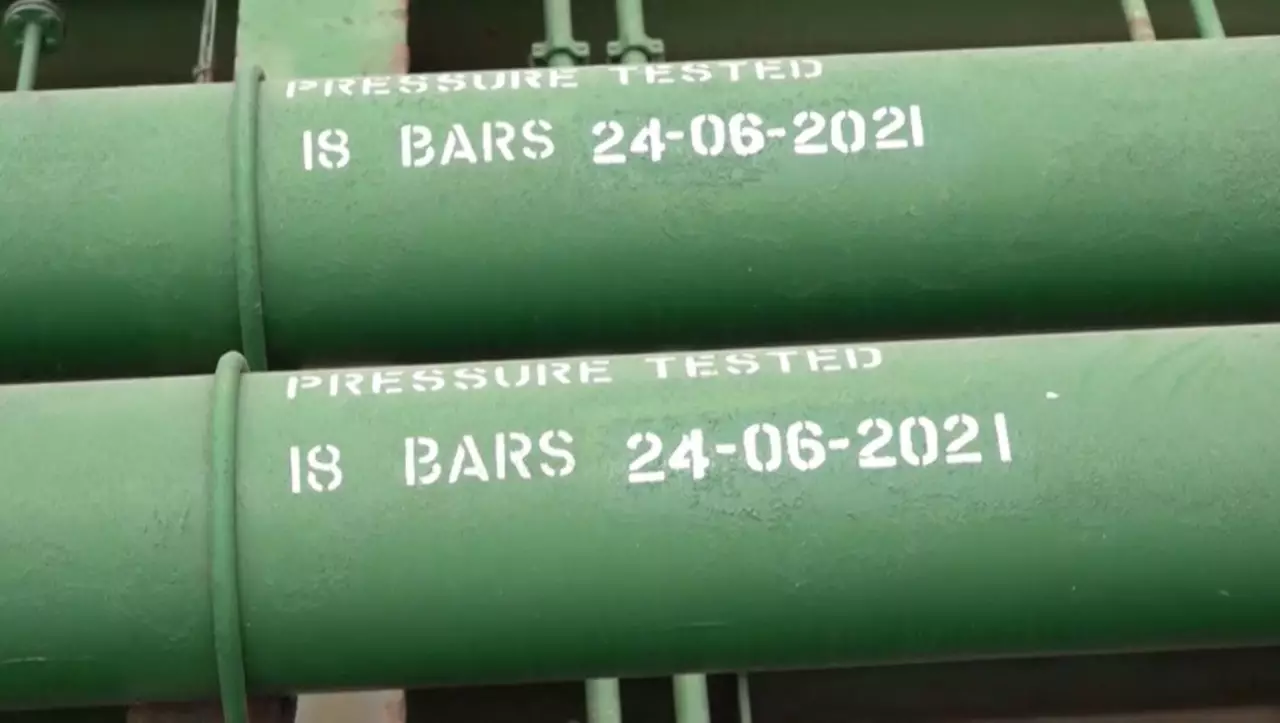 PRESSURE TESTED
18 BARS 24-06-2021
PRESSURE TESTED
18 BARS 24-06-2021